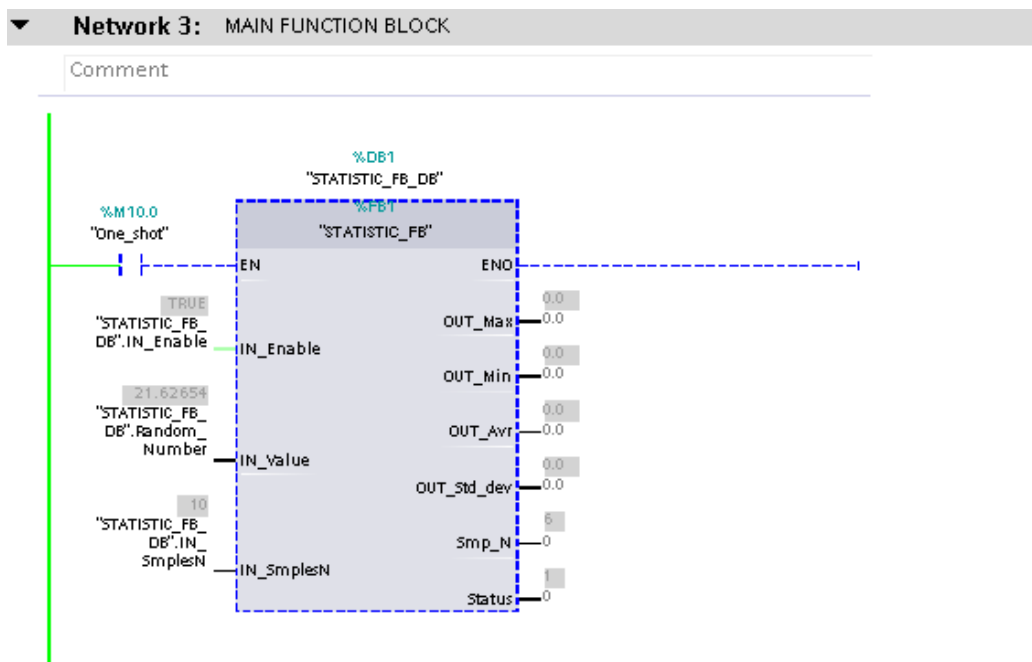 Network 3: MAIN FUNCTION BLOCK
Comment
%DB1
"STATISTIC_FB_DB"
%M10.0
"One_shot"
%FB1
"STATISTIC_FB"
EN
ENO
TRUE
"STATISTIC_FB_
DB".IN_Enable
IN_Enable
0.0
OUT_Max
0.0
0.0
OUT_Min
0.0
21.62654
"STATISTIC_FB_
DB".Random_
Number
IN_Value
0.0
OUT_Avr
0.0
0.0
OUT_Std_dev
0.0
10
"STATISTIC_FB_
DB".IN_
SmplesN
IN_SmplesN
6
Smp_N
0
1
Status
0